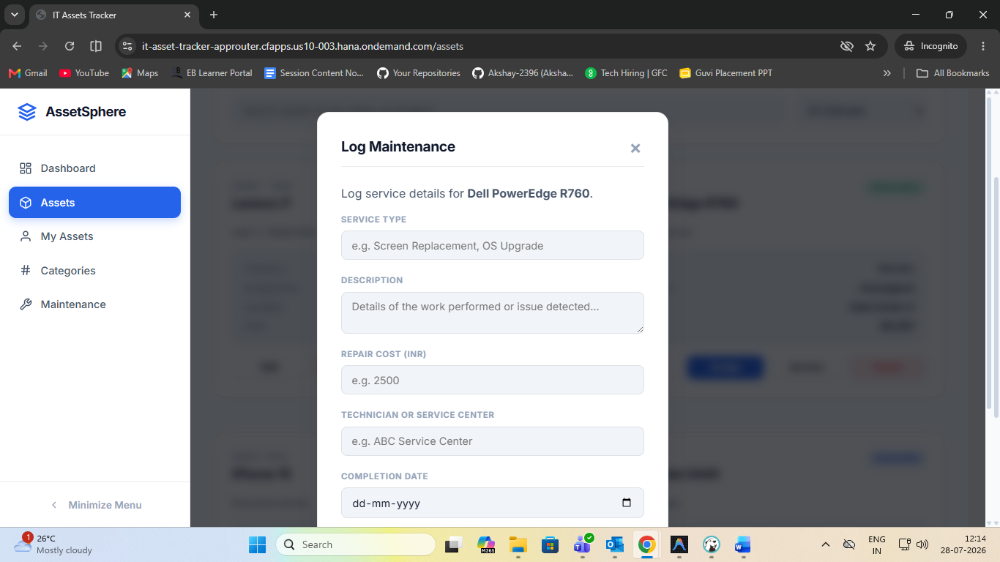 IT Assets Tracker
it-asset-tracker-approuter.cfapps.us10-003.hana.ondemand.com/assets
Incognito
Gmail
YouTube
Maps
EB Learner Portal
Session Content No...
Your Repositories
Akshay-2396 (Aksha...
Tech Hiring | GFC
Guvi Placement PPT
»
All Bookmarks
AssetSphere
Dashboard
Assets
My Assets
Categories
Maintenance
Minimize Menu
Log Maintenance
Log service details for Dell PowerEdge R760.
SERVICE TYPE
e.g. Screen Replacement, OS Upgrade
DESCRIPTION
Details of the work performed or issue detected...
REPAIR COST (INR)
e.g. 2500
TECHNICIAN OR SERVICE CENTER
e.g. ABC Service Center
COMPLETION DATE
dd-mm-yyyy
1
26°C
Mostly cloudy
Search
M365
ENG
IN
12:14
28-07-2026